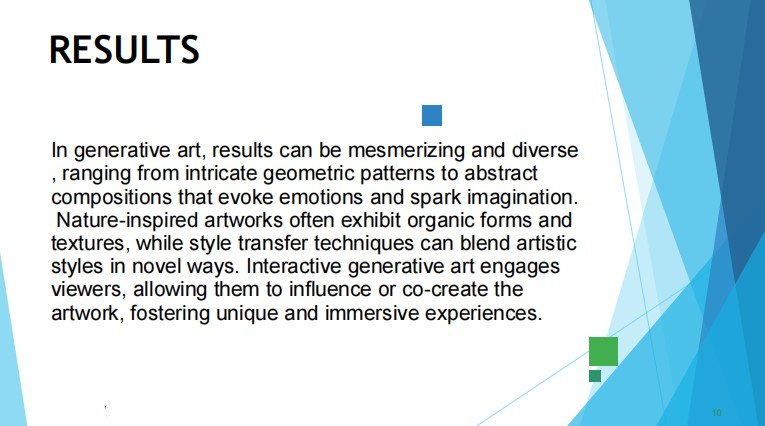 RESULTS
In generative art, results can be mesmerizing and diverse
, ranging from intricate geometric patterns to abstract
compositions that evoke emotions and spark imagination.
Nature-inspired artworks often exhibit organic forms and
textures, while style transfer techniques can blend artistic
styles in novel ways. Interactive generative art engages
viewers, allowing them to influence or co-create the
artwork, fostering unique and immersive experiences.
10